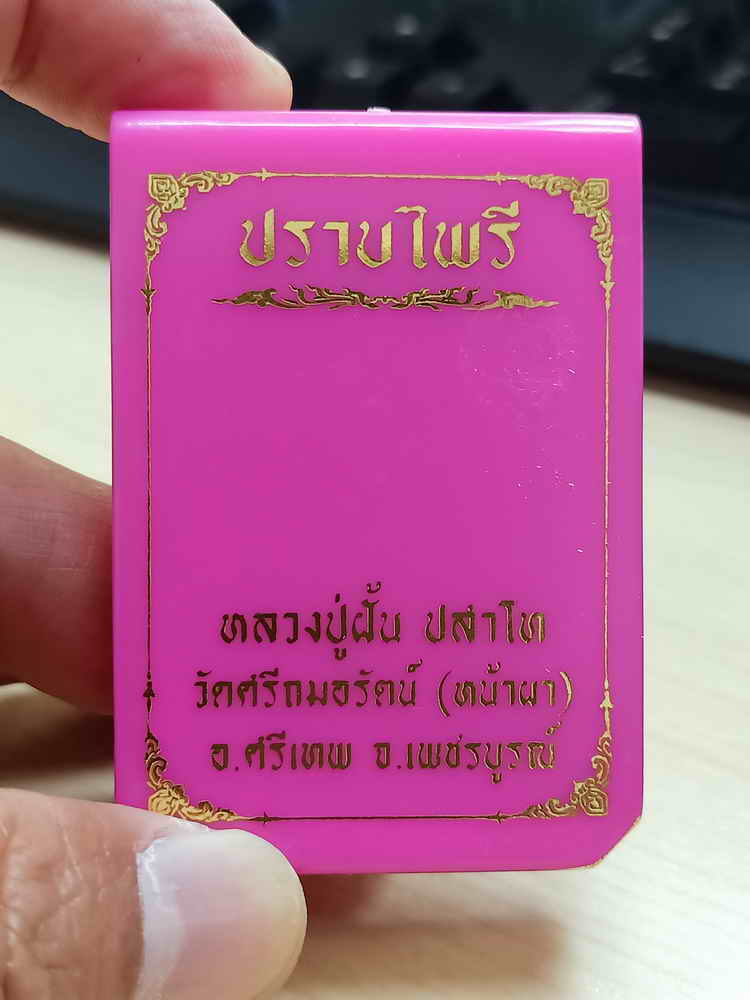 ปราบไพรี
หลวงปู่ฝั้น ปสาโท
วัดศรีถมอรัตน์ (หน้าผา)
อ.ศรีเทพ จ.เพชรบูรณ์